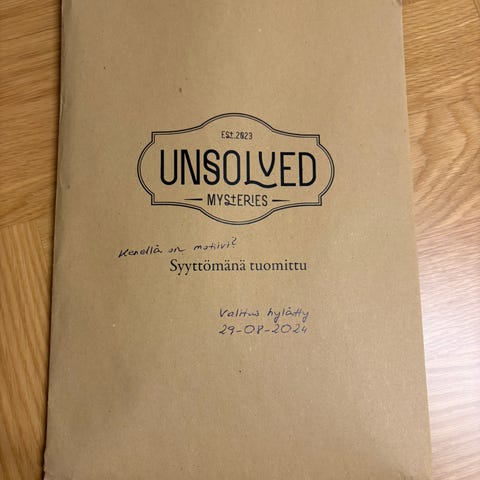 EST.2023
UNSOLVED
MYSTERIES
Kenellä on motiivi?
Syyttömänä tuomittu
Valitus hylätty
29-08-2024